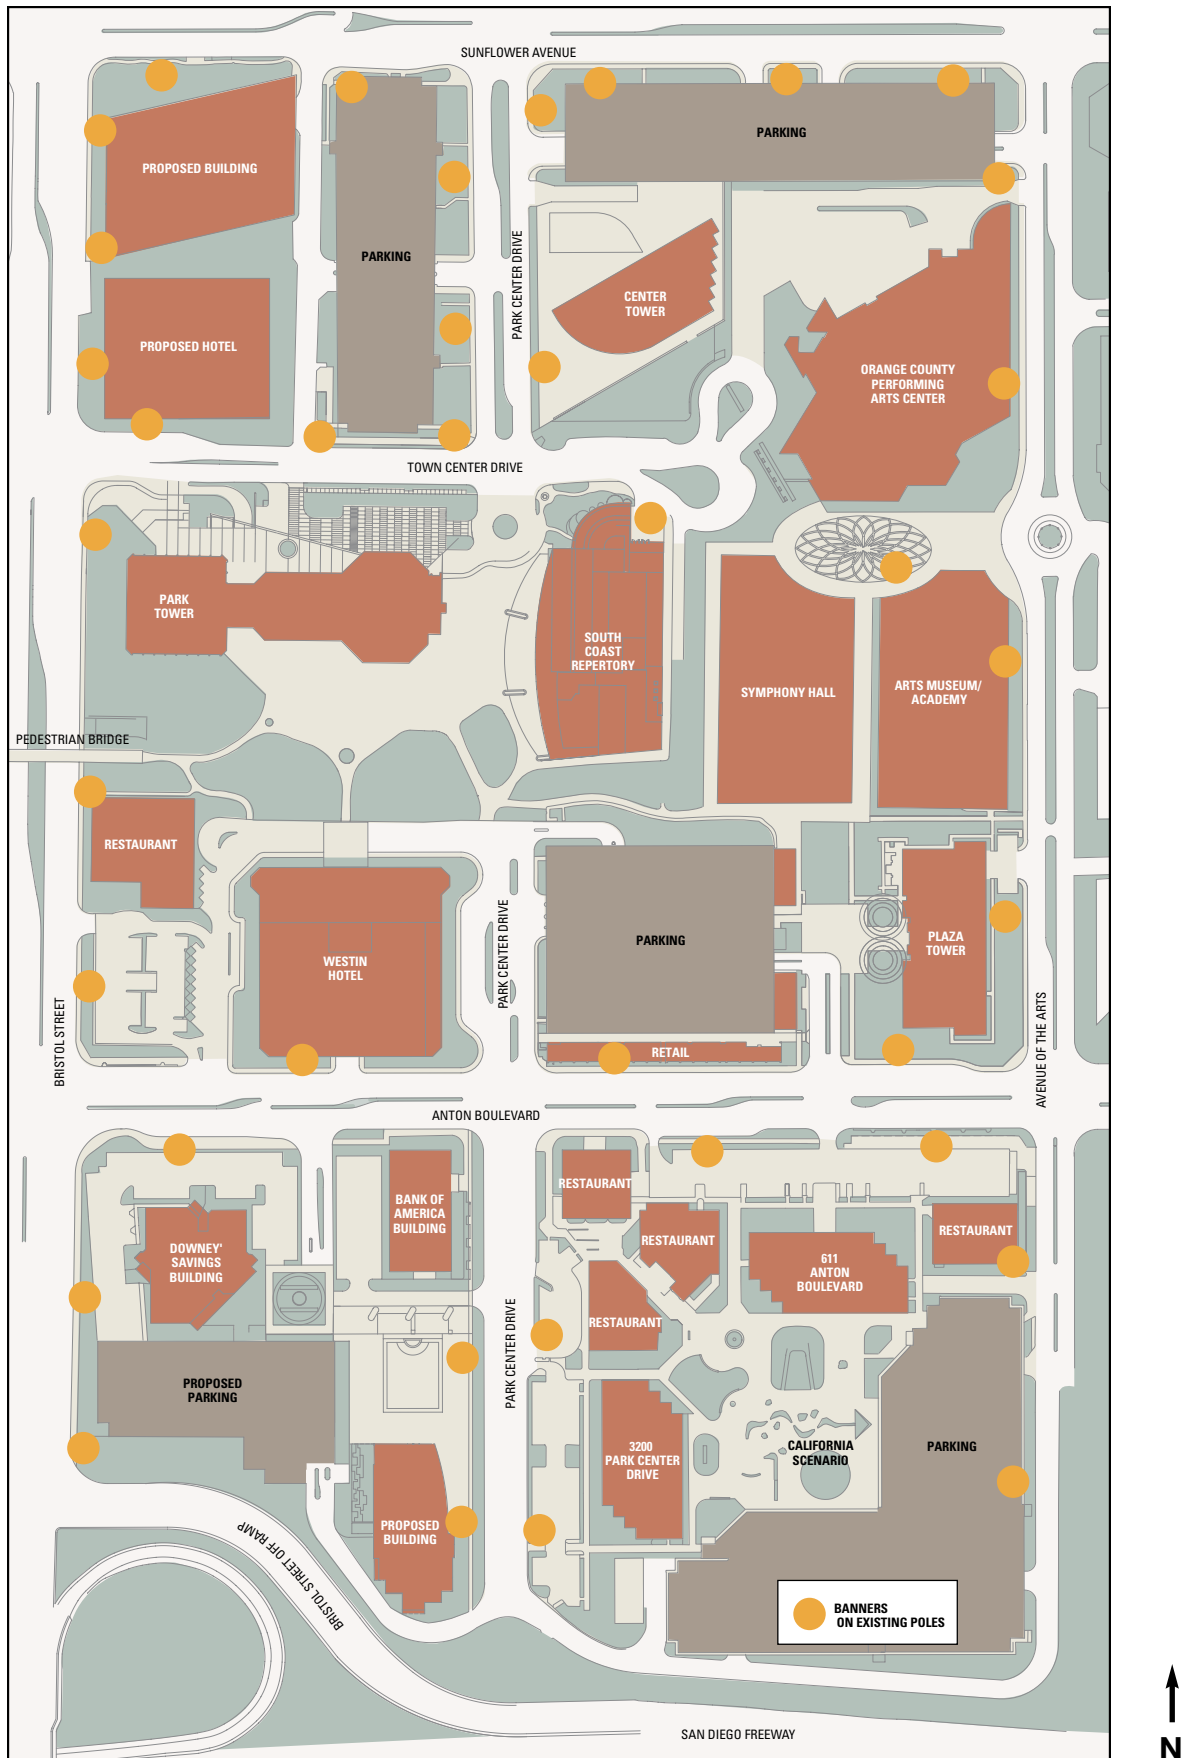 SUNFLOWER AVENUE
PARKING
PROPOSED BUILDING
PARKING
PARK CENTER DRIVE
CENTER
TOWER
PROPOSED HOTEL
ORANGE COUNTY
PERFORMING
ARTS CENTER
TOWN CENTER DRIVE
PARK
TOWER
SOUTH
COAST
REPERTORY
SYMPHONY HALL
ARTS MUSEUM/
ACADEMY
PEDESTRIAN BRIDGE
RESTAURANT
WESTIN
HOTEL
PARK CENTER DRIVE
PARKING
PLAZA
TOWER
BRISTOL STREET
RETAIL
AVENUE OF THE ARTS
ANTON BOULEVARD
RESTAURANT
BANK OF
AMERICA
BUILDING
RESTAURANT
RESTAURANT
DOWNEY'
SAVINGS
BUILDING
611
ANTON
BOULEVARD
RESTAURANT
PARK CENTER DRIVE
PROPOSED
PARKING
3200
PARK CENTER
DRIVE
CALIFORNIA
SCENARIO
PARKING
PROPOSED
BUILDING
BRISTOL STREET OFF RAMP
BANNERS
ON EXISTING POLES
SAN DIEGO FREEWAY
N